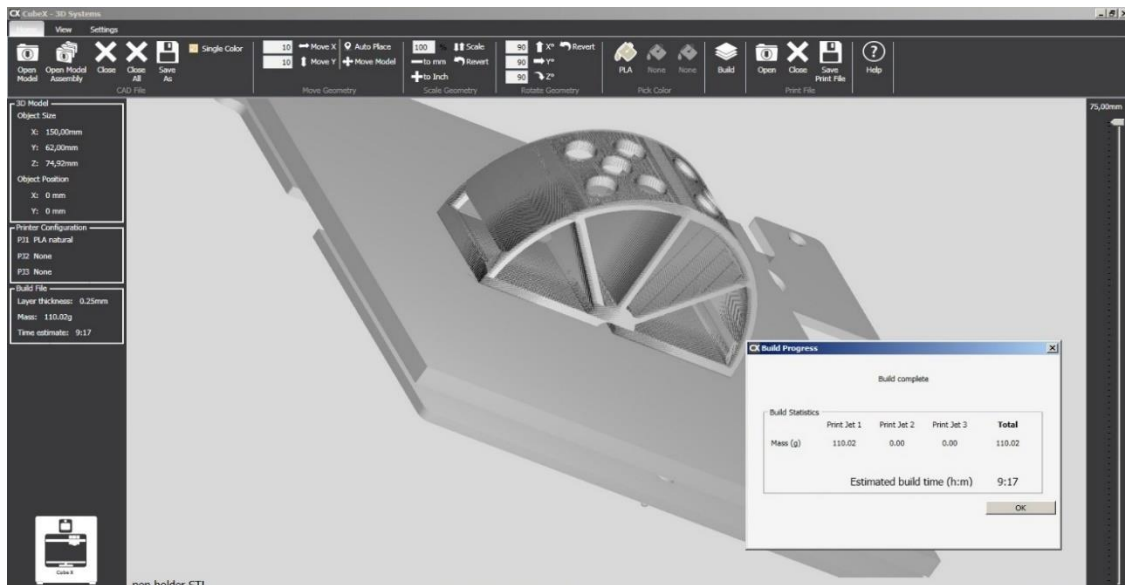 CX CubeX - 3D Systems
View Settings
Open Model
Open Model Assembly
Close
Close All
Save As
Single Color
CAD File
10 Move X Auto Place
10 Move Y Move Model
Move Geometry
100 % Scale
to mm Revert
to Inch
Scale Geometry
90 X° Revert
90 Y°
90 Z°
Rotate Geometry
PLA None None
Pick Color
Build
Open
Close
Save Print File
Print File
? Help
3D Model
Object Size
X: 150,00mm
Y: 62,00mm
Z: 74,92mm
Object Position
X: 0 mm
Y: 0 mm
Printer Configuration
PJ1 PLA natural
PJ2 None
PJ3 None
Build File
Layer thickness: 0.25mm
Mass: 110.02g
Time estimate: 9:17
75,00mm
CX Build Progress
Build complete
Build Statistics
Print Jet 1 Print Jet 2 Print Jet 3 Total
Mass (g) 110.02 0.00 0.00 110.02
Estimated build time (h:m) 9:17
OK
Cube X
pen holder STL